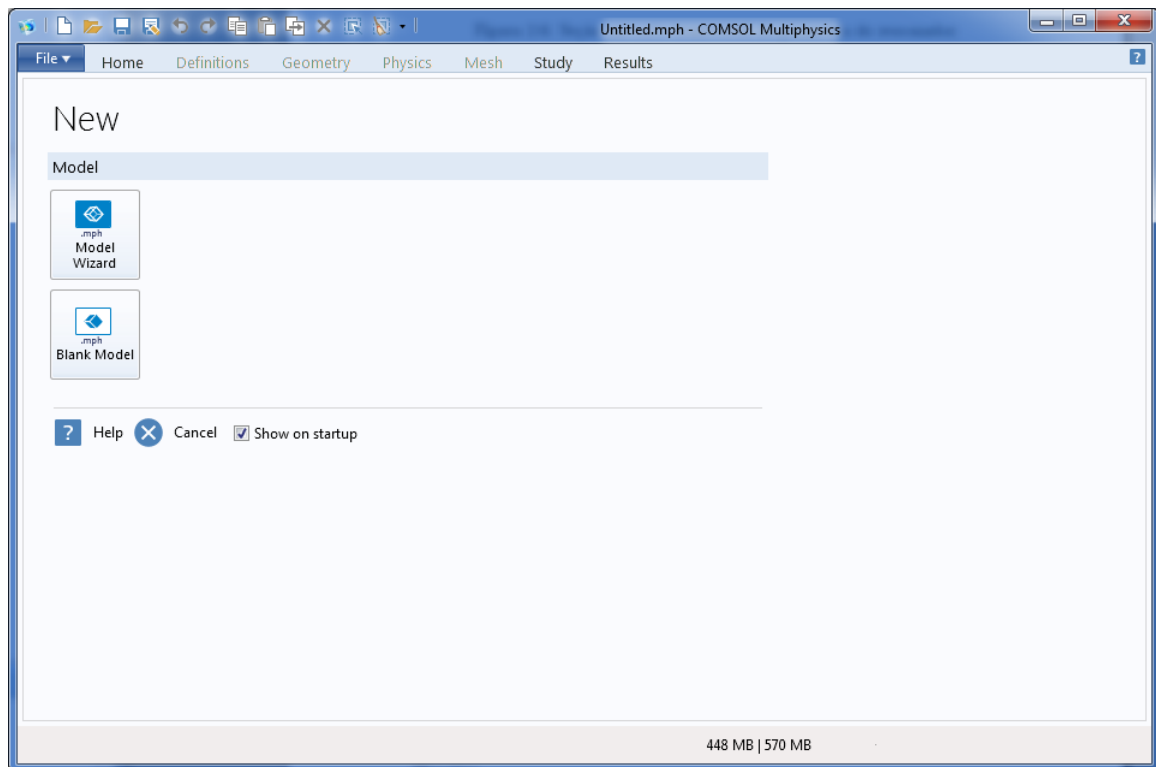 Untitled.mph - COMSOL Multiphysics
File Home Definitions Geometry Physics Mesh Study Results ?
New
Model
.mph
Model
Wizard
.mph
Blank Model
? Help Cancel Show on startup
448 MB | 570 MB